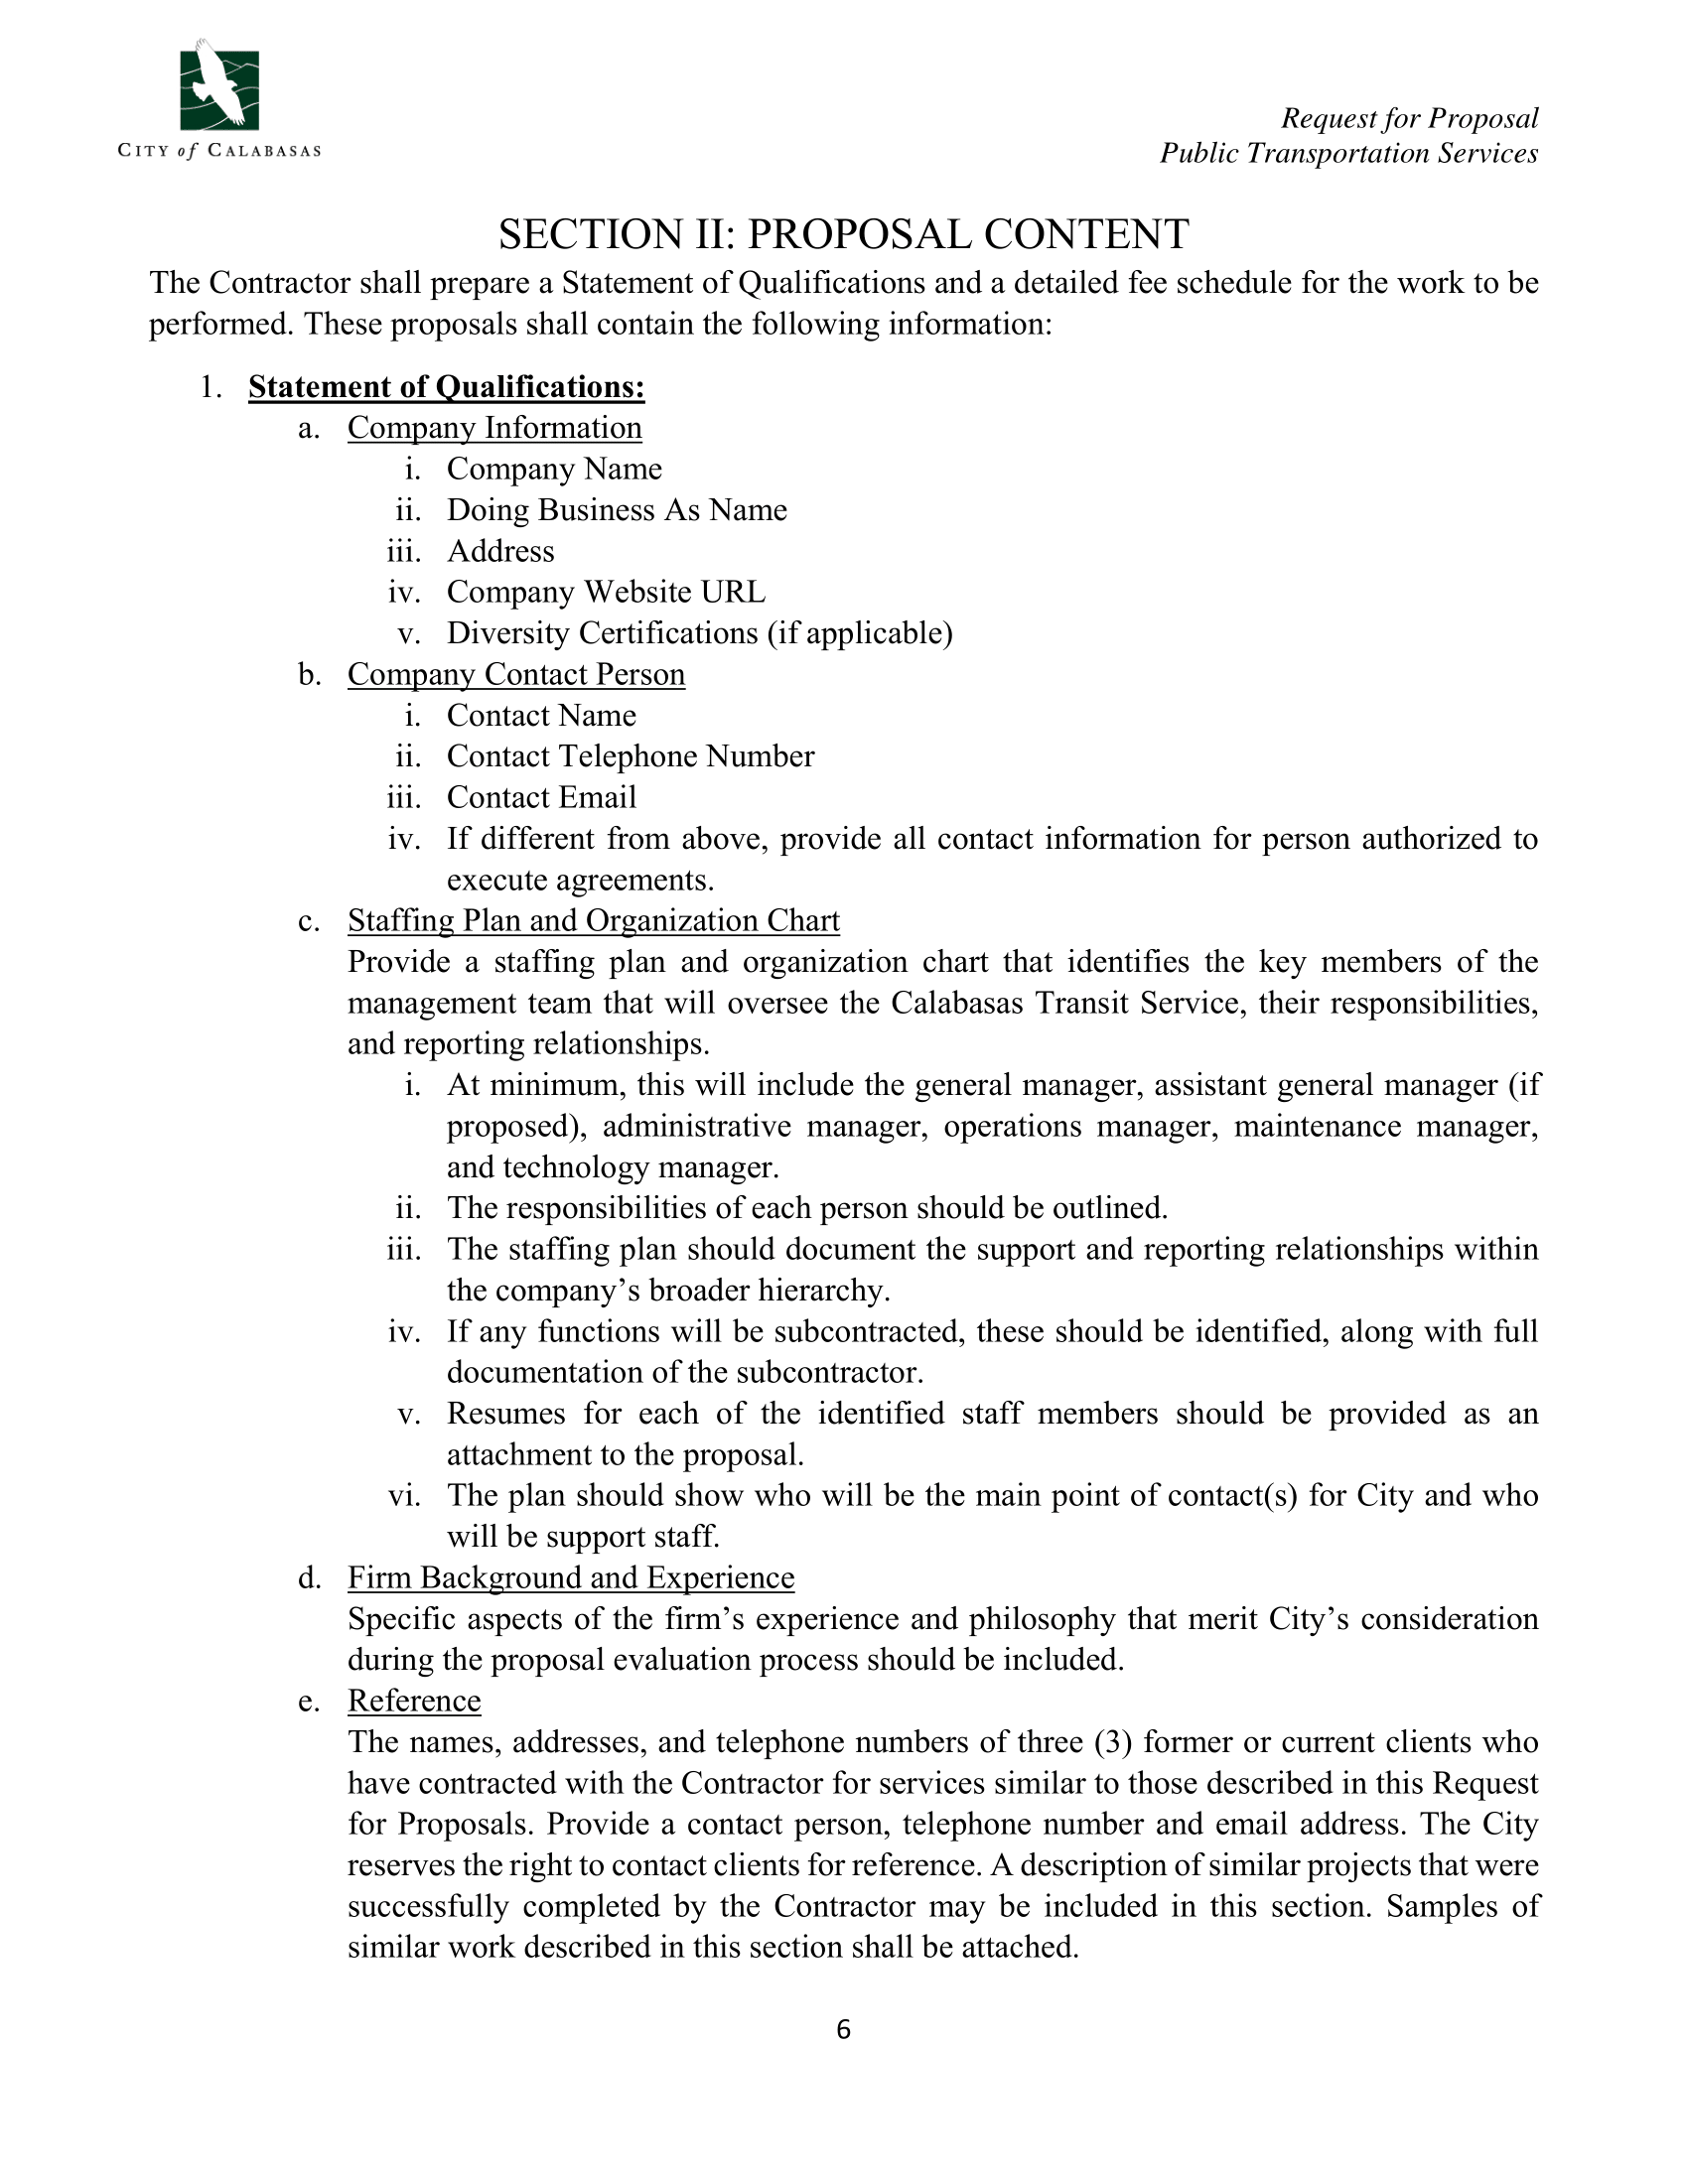 CITY of CALABASAS
Request for Proposal
Public Transportation Services
SECTION II: PROPOSAL CONTENT
The Contractor shall prepare a Statement of Qualifications and a detailed fee schedule for the work to be
performed. These proposals shall contain the following information:
1. Statement of Qualifications:
a. Company Information
i. Company Name
ii. Doing Business As Name
iii. Address
iv. Company Website URL
v. Diversity Certifications (if applicable)
b. Company Contact Person
i. Contact Name
ii. Contact Telephone Number
iii. Contact Email
iv. If different from above, provide all contact information for person authorized to
execute agreements.
c. Staffing Plan and Organization Chart
Provide a staffing plan and organization chart that identifies the key members of the
management team that will oversee the Calabasas Transit Service, their responsibilities,
and reporting relationships.
i. At minimum, this will include the general manager, assistant general manager (if
proposed), administrative manager, operations manager, maintenance manager,
and technology manager.
ii. The responsibilities of each person should be outlined.
iii. The staffing plan should document the support and reporting relationships within
the company’s broader hierarchy.
iv. If any functions will be subcontracted, these should be identified, along with full
documentation of the subcontractor.
v. Resumes for each of the identified staff members should be provided as an
attachment to the proposal.
vi. The plan should show who will be the main point of contact(s) for City and who
will be support staff.
d. Firm Background and Experience
Specific aspects of the firm’s experience and philosophy that merit City’s consideration
during the proposal evaluation process should be included.
e. Reference
The names, addresses, and telephone numbers of three (3) former or current clients who
have contracted with the Contractor for services similar to those described in this Request
for Proposals. Provide a contact person, telephone number and email address. The City
reserves the right to contact clients for reference. A description of similar projects that were
successfully completed by the Contractor may be included in this section. Samples of
similar work described in this section shall be attached.
6